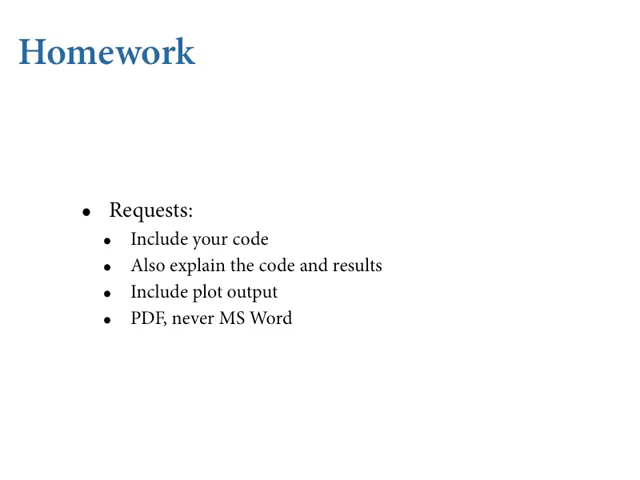 Homework
• Requests:
• Include your code
• Also explain the code and results
• Include plot output
• PDF, never MS Word